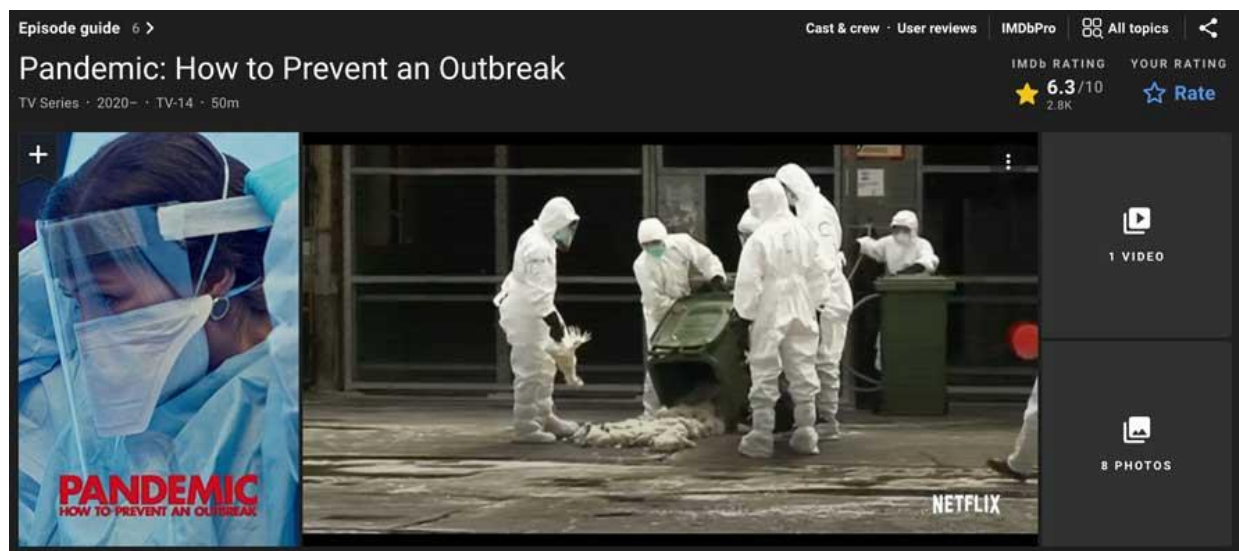 Episode guide 6
Cast & crew · User reviews IMDbPro All topics
Pandemic: How to Prevent an Outbreak
TV Series · 2020– · TV-14 · 50m
IMDb RATING
6.3/10
2.8K
YOUR RATING
Rate
PANDEMIC
HOW TO PREVENT AN OUTBREAK
NETFLIX
1 VIDEO
8 PHOTOS